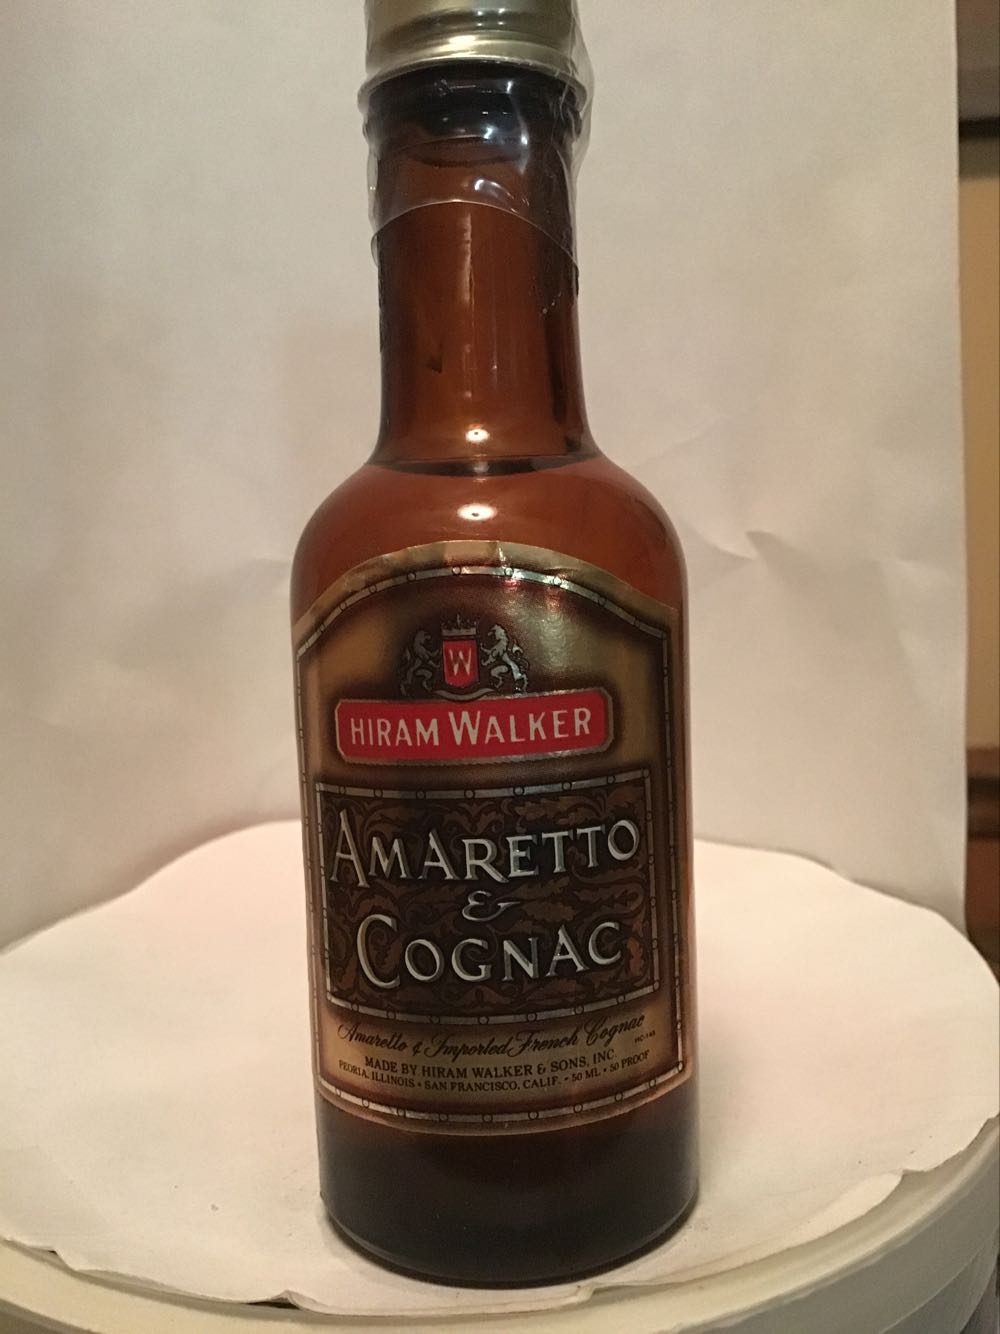 W
HIRAM WALKER
AMARETTO
&
COGNAC
Amaretto & Imported French Cognac
MADE BY HIRAM WALKER & SONS, INC.
PEORIA, ILLINOIS • SAN FRANCISCO, CALIF. • 50 ML • 50 PROOF